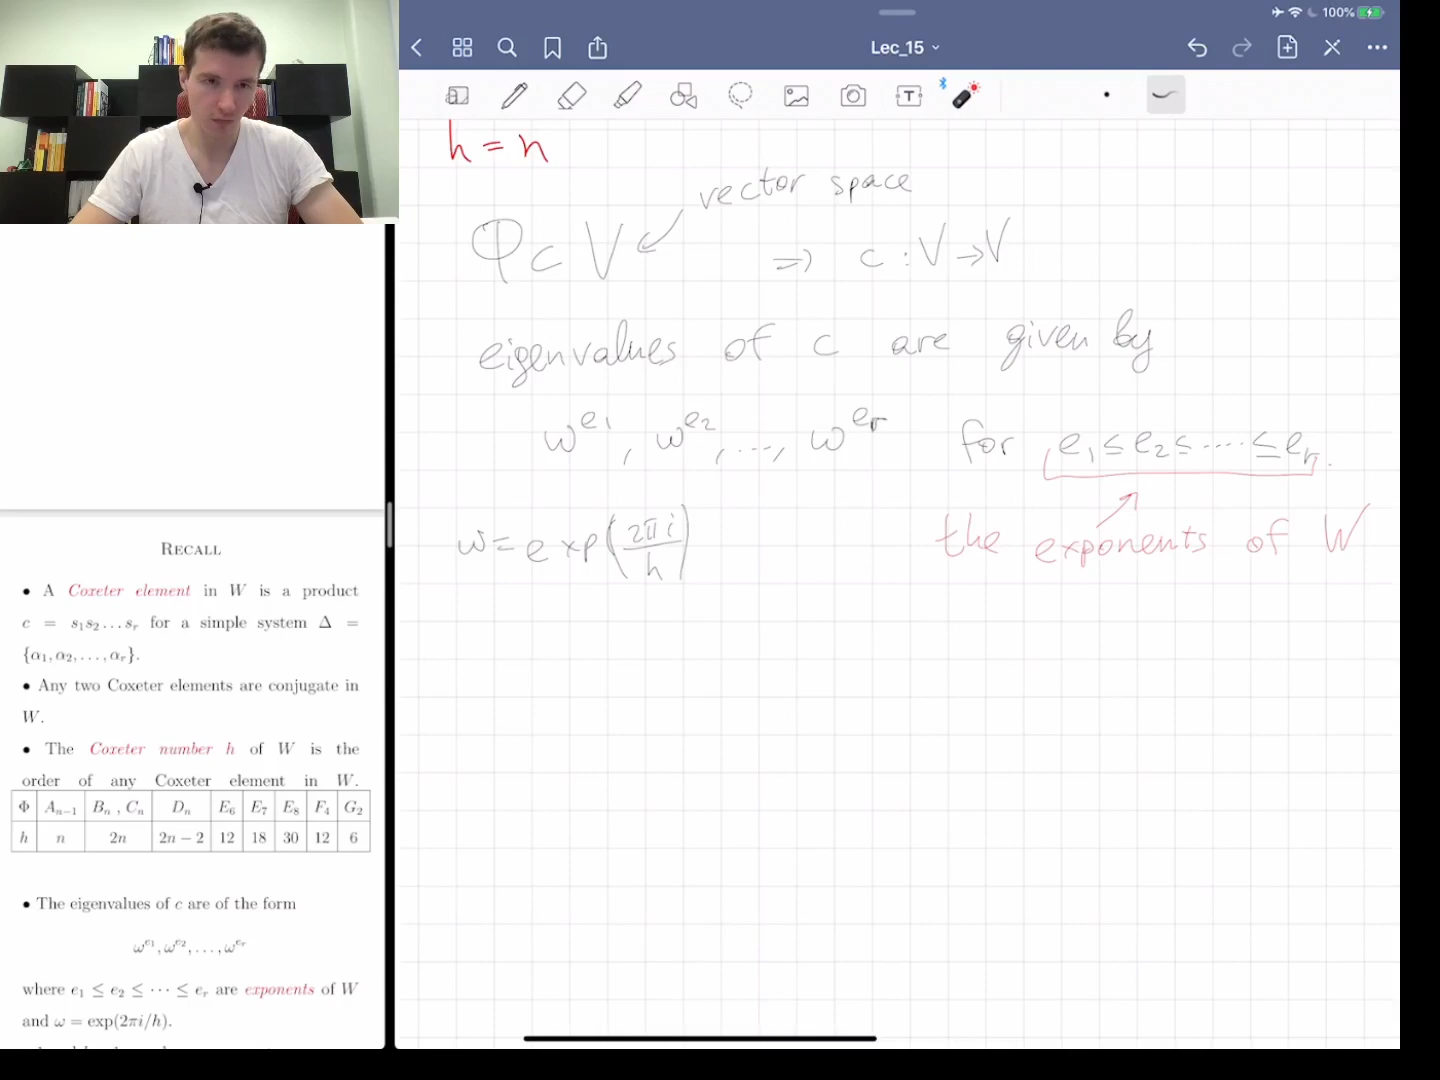 100%
Lec_15
h = n
vector space
Φ ⊂ V ⇒ c : V → V
eigenvalues of c are given by
ω^{e_1}, ω^{e_2}, ..., ω^{e_r} for e_1 ≤ e_2 ≤ ···· ≤ e_r.
ω = exp(2πi/h) the exponents of W
RECALL
• A Coxeter element in W is a product
c = s_1s_2...s_r for a simple system Δ =
{α_1, α_2, ..., α_r}.
• Any two Coxeter elements are conjugate in
W.
• The Coxeter number h of W is the
order of any Coxeter element in W.
Φ A_{n−1} B_n , C_n D_n E_6 E_7 E_8 F_4 G_2
h n 2n 2n − 2 12 18 30 12 6
• The eigenvalues of c are of the form
ω^{e_1}, ω^{e_2}, ..., ω^{e_r}
where e_1 ≤ e_2 ≤ ··· ≤ e_r are exponents of W
and ω = exp(2πi/h).